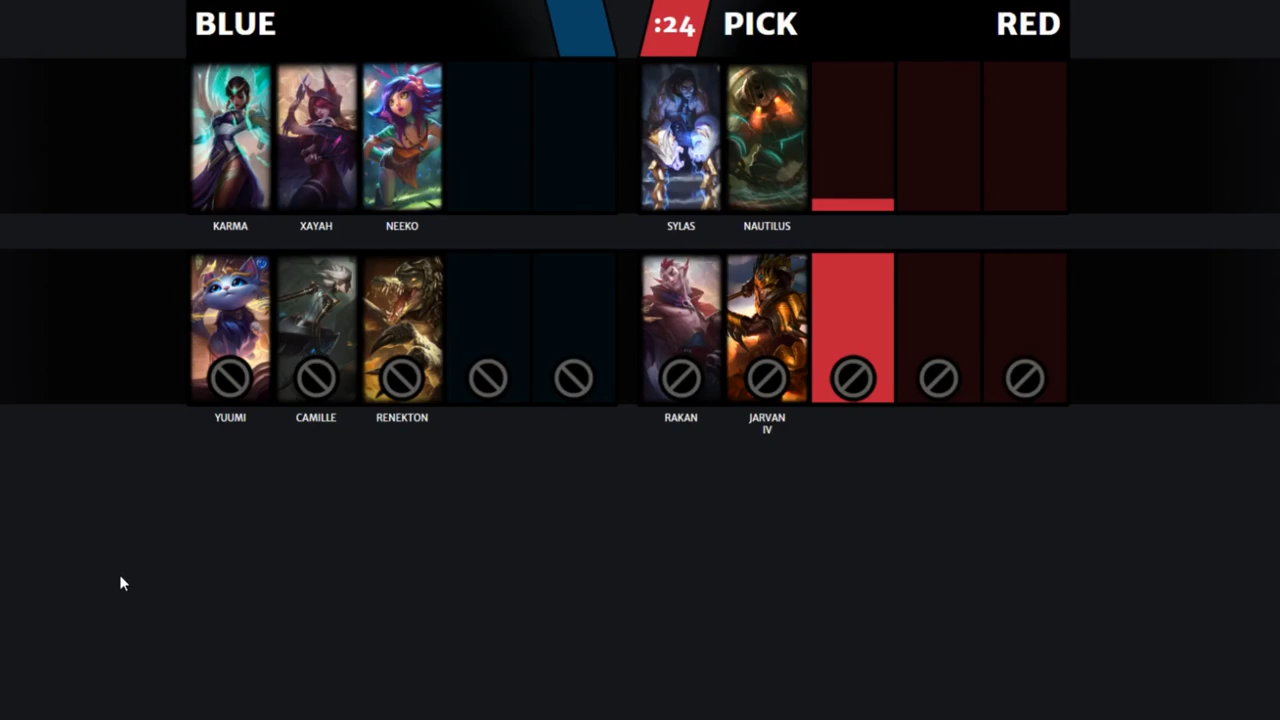 BLUE
:24
PICK
RED
KARMA
XAYAH
NEEKO
SYLAS
NAUTILUS
YUUMI
CAMILLE
RENEKTON
RAKAN
JARVAN
IV